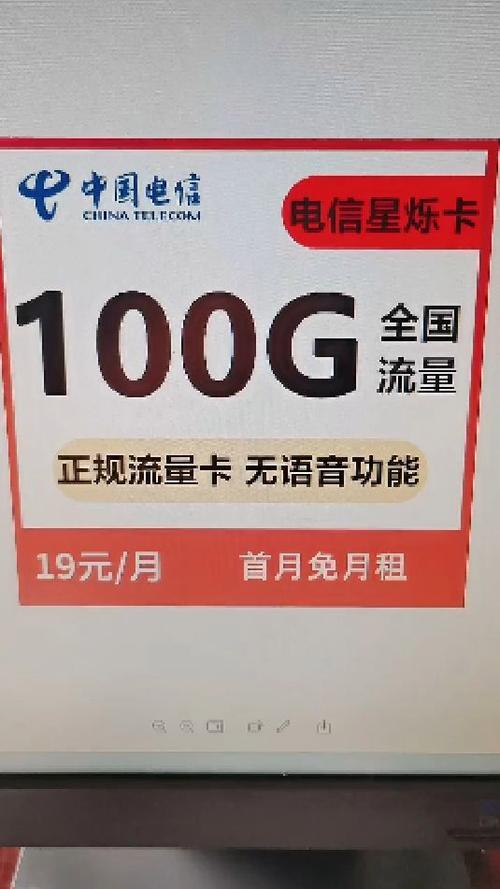 中国电信
CHINA TELECOM
电信星烁卡
100G 全国
流量
正规流量卡 无语音功能
19元/月 首月免月租